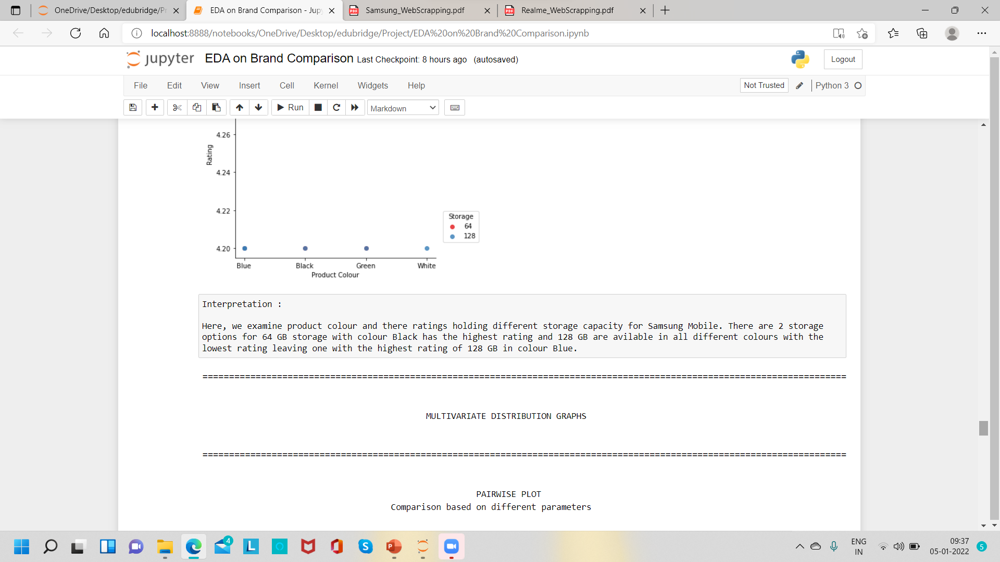 OneDrive/Desktop/edubridge/Pr
EDA on Brand Comparison - Jup
Samsung_WebScrapping.pdf
Realme_WebScrapping.pdf
localhost:8888/notebooks/OneDrive/Desktop/edubridge/Project/EDA%20on%20Brand%20Comparison.ipynb
jupyter EDA on Brand Comparison Last Checkpoint: 8 hours ago (autosaved)
Logout
File Edit View Insert Cell Kernel Widgets Help
Not Trusted
Python 3
Run
Markdown
4.26
Rating
4.24
4.22
Storage
64
128
4.20
Blue Black Green White
Product Colour
Interpretation :
Here, we examine product colour and there ratings holding different storage capacity for Samsung Mobile. There are 2 storage
options for 64 GB storage with colour Black has the highest rating and 128 GB are avilable in all different colours with the
lowest rating leaving one with the highest rating of 128 GB in colour Blue.
MULTIVARIATE DISTRIBUTION GRAPHS
PAIRWISE PLOT
Comparison based on different parameters
4
ENG
IN
09:37
05-01-2022
5